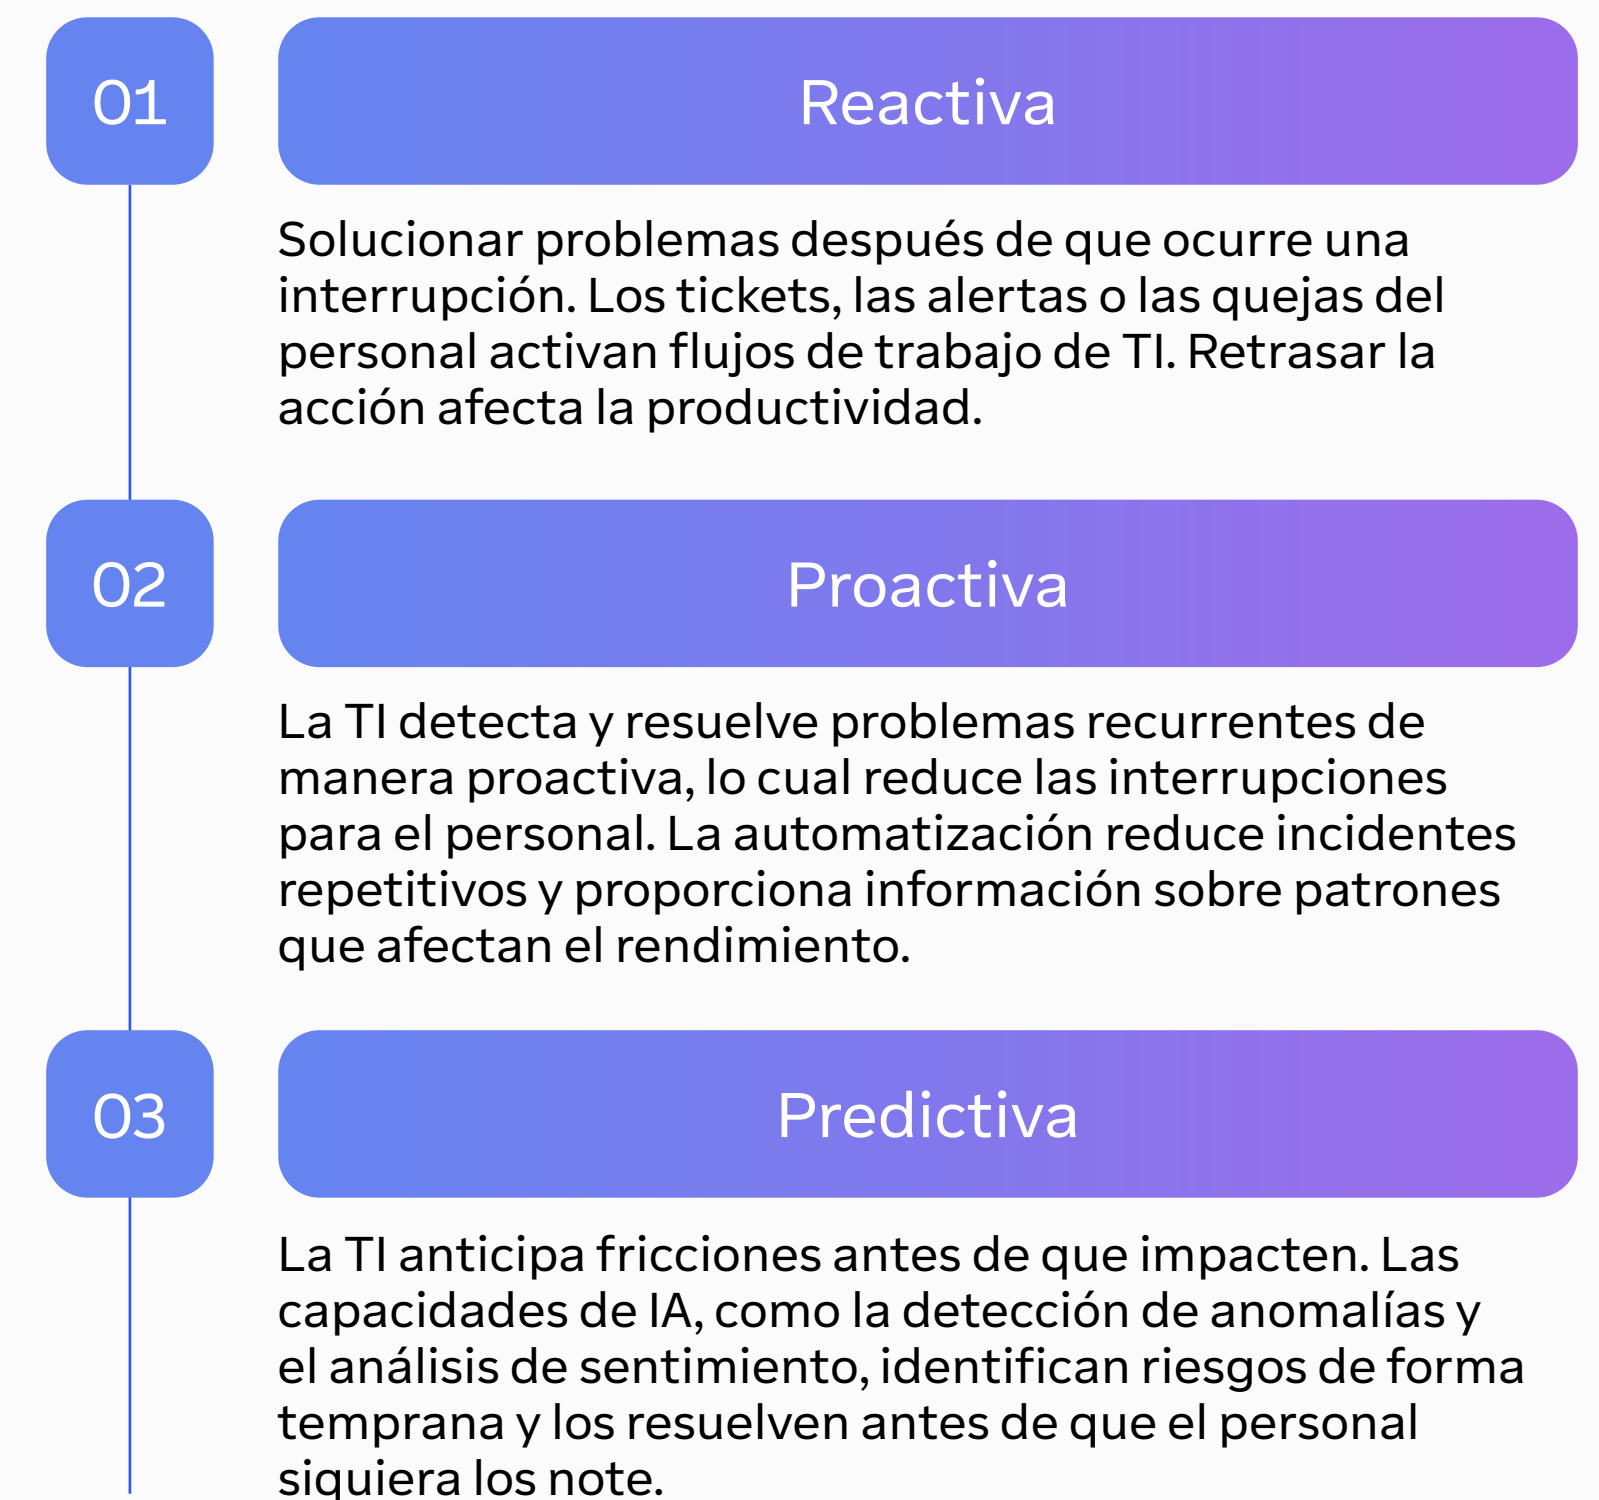 01
Reactiva
Solucionar problemas después de que ocurre una
interrupción. Los tickets, las alertas o las quejas del
personal activan flujos de trabajo de TI. Retrasar la
acción afecta la productividad.
02
Proactiva
La TI detecta y resuelve problemas recurrentes de
manera proactiva, lo cual reduce las interrupciones
para el personal. La automatización reduce incidentes
repetitivos y proporciona información sobre patrones
que afectan el rendimiento.
03
Predictiva
La TI anticipa fricciones antes de que impacten. Las
capacidades de IA, como la detección de anomalías y
el análisis de sentimiento, identifican riesgos de forma
temprana y los resuelven antes de que el personal
siquiera los note.